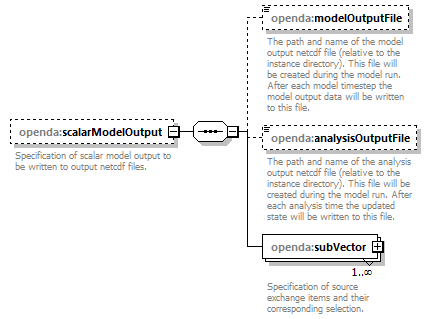 openda:modelOutputFile
The path and name of the model
output netcdf file (relative to the
instance directory). This file will
be created during the model run.
After each model timestep the
model output data will be written
to this file.
openda:scalarModelOutput
Specification of scalar model output to
be written to output netcdf files.
openda:analysisOutputFile
The path and name of the analysis
output netcdf file (relative to the
instance directory). This file will be
created during the model run. After
each analysis time the updated
state will be written to this file.
openda:subVector
1..∞
Specification of source
exchange items and their
corresponding selection.